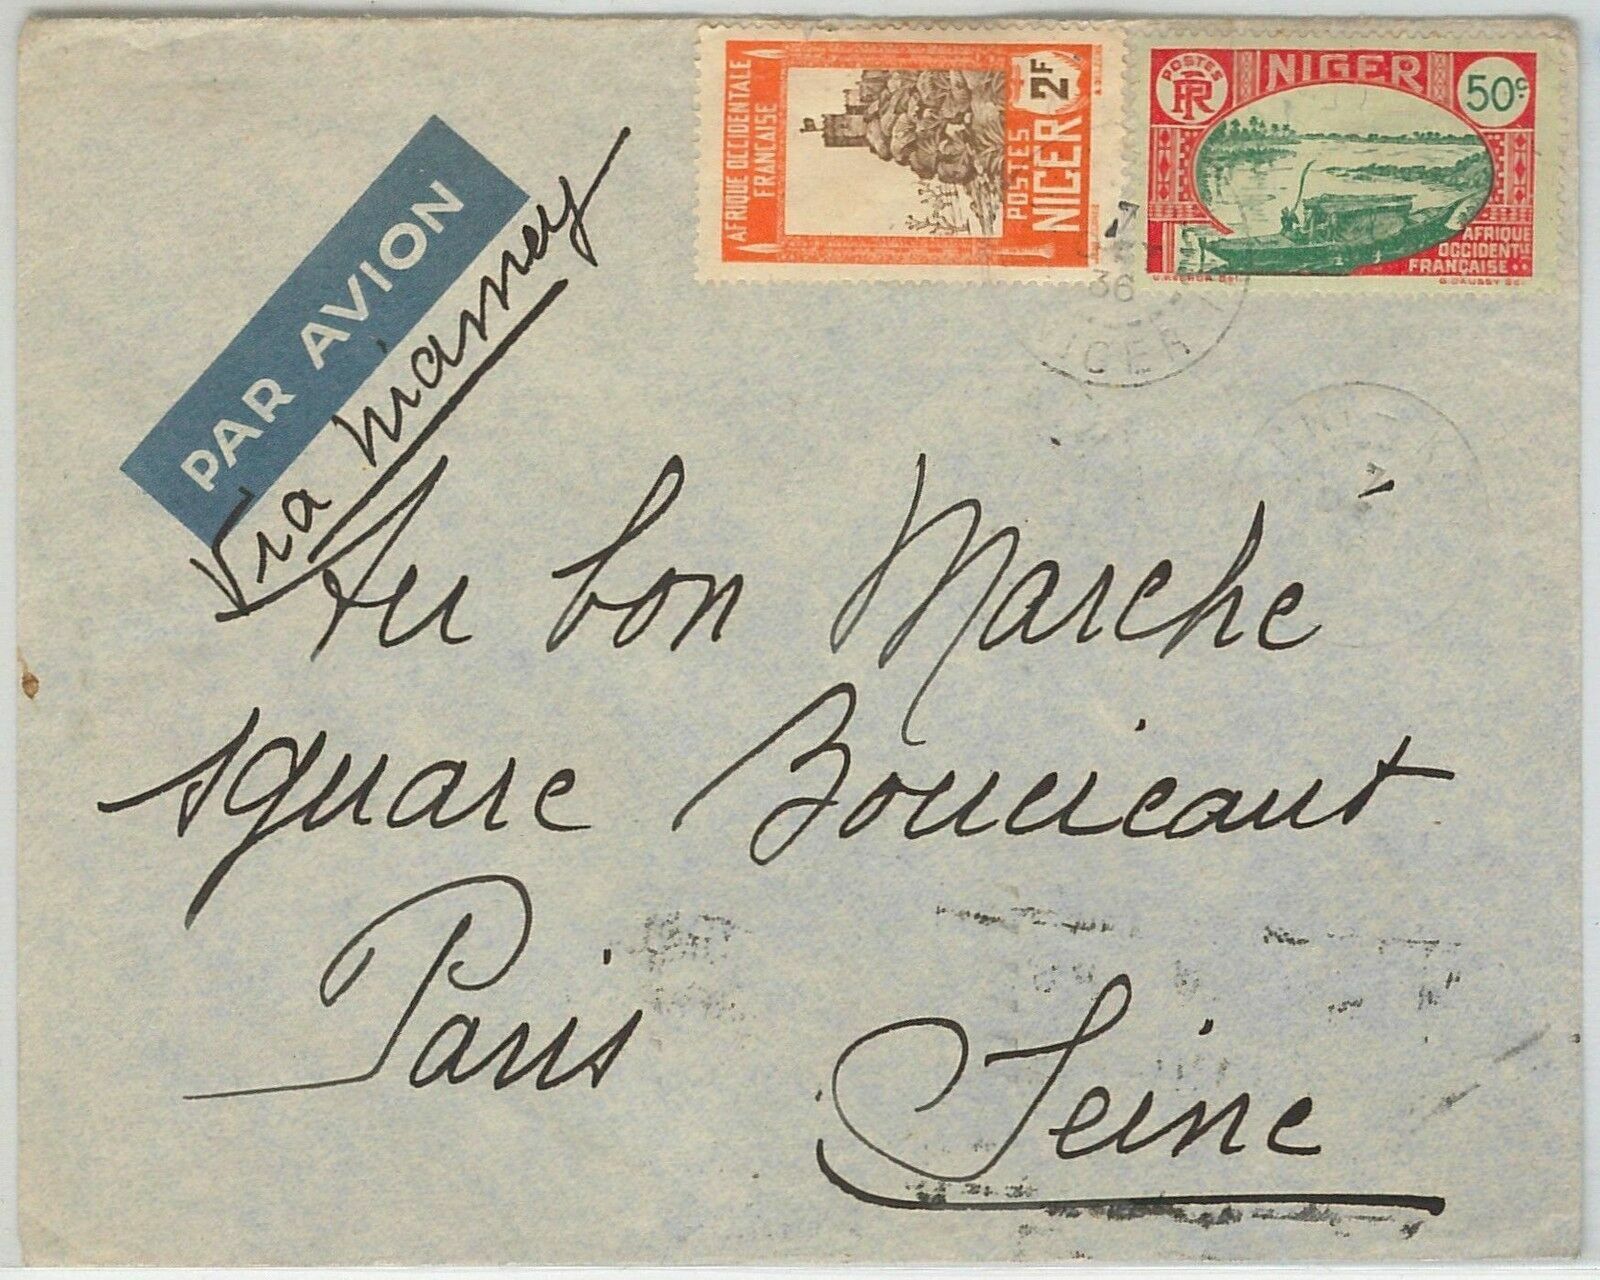 AFRIQUE OCCIDENTALE
FRANÇAISE
POSTES
NIGER
2F
POSTES
RF
NIGER
50c.
AFRIQUE
OCCIDENTLE
FRANÇAISE
36
NIGER
PAR AVION
Via Niamey
Au bon Marché
square Boucicaut
Paris
Seine